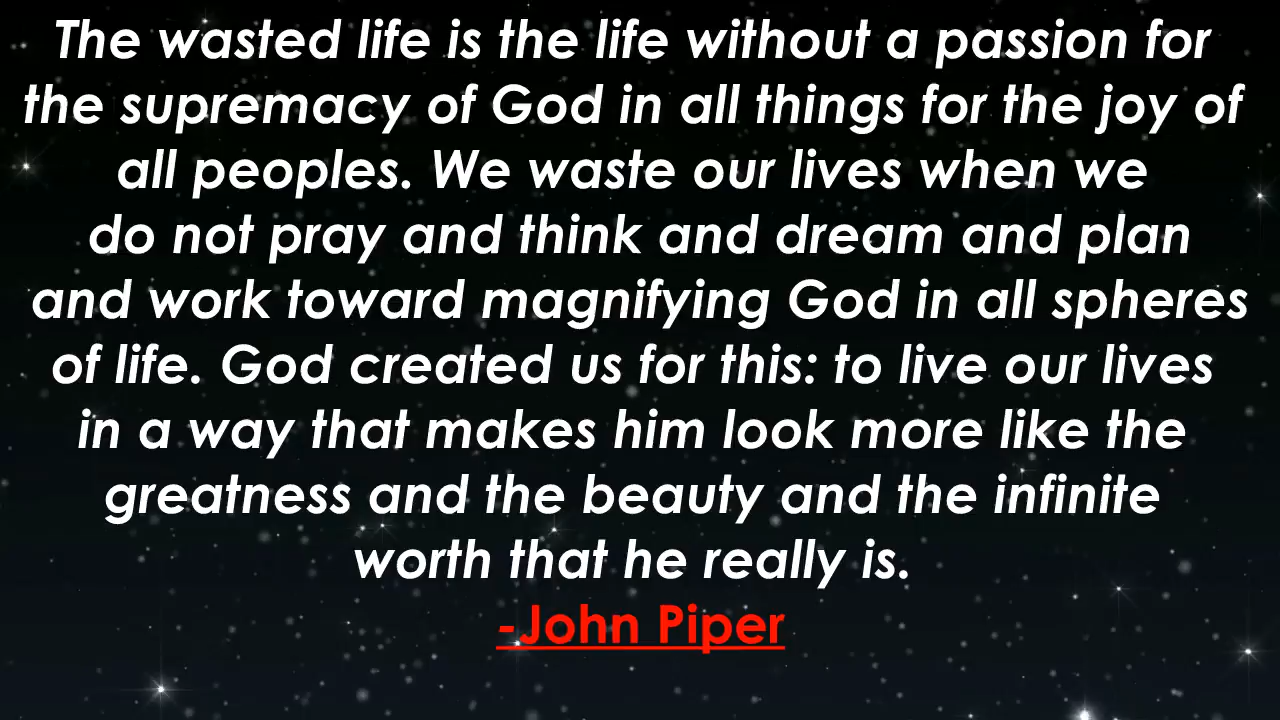 The wasted life is the life without a passion for
the supremacy of God in all things for the joy of
all peoples. We waste our lives when we
do not pray and think and dream and plan
and work toward magnifying God in all spheres
of life. God created us for this: to live our lives
in a way that makes him look more like the
greatness and the beauty and the infinite
worth that he really is.
-John Piper